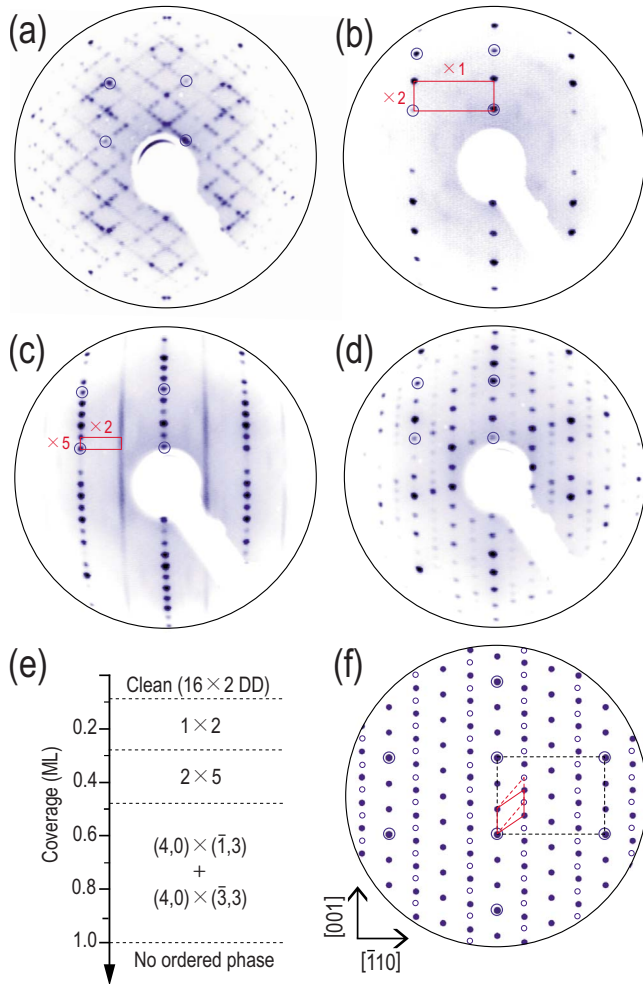 (a)
(b)
×1
×2
(c)
×2
×5
(d)
(e)
Clean (16×2 DD)
0.2
1×2
0.4
2×5
Coverage (ML)
0.6
(4,0)×(1̄,3)
+
0.8
(4,0)×(3̄,3)
1.0
No ordered phase
(f)
[001]
[1̄10]